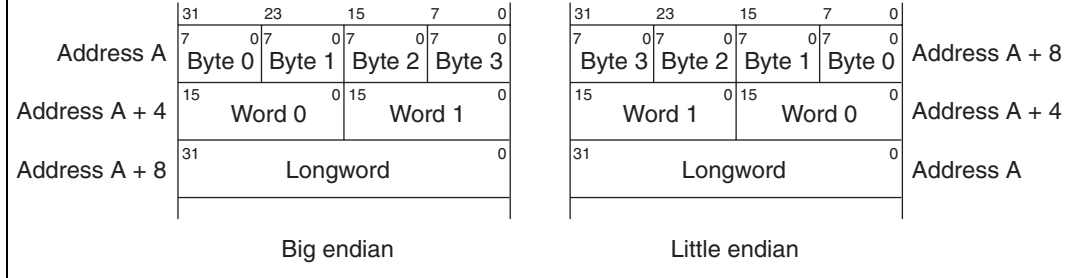 31 23 15 7 0 31 23 15 7 0
7 0 7 0 7 0 7 0 7 0 7 0 7 0 7 0
Address A Byte 0 Byte 1 Byte 2 Byte 3 Byte 3 Byte 2 Byte 1 Byte 0 Address A + 8
15 0 15 0 15 0 15 0
Address A + 4 Word 0 Word 1 Word 1 Word 0 Address A + 4
31 0 31 0
Address A + 8 Longword Longword Address A
Big endian Little endian